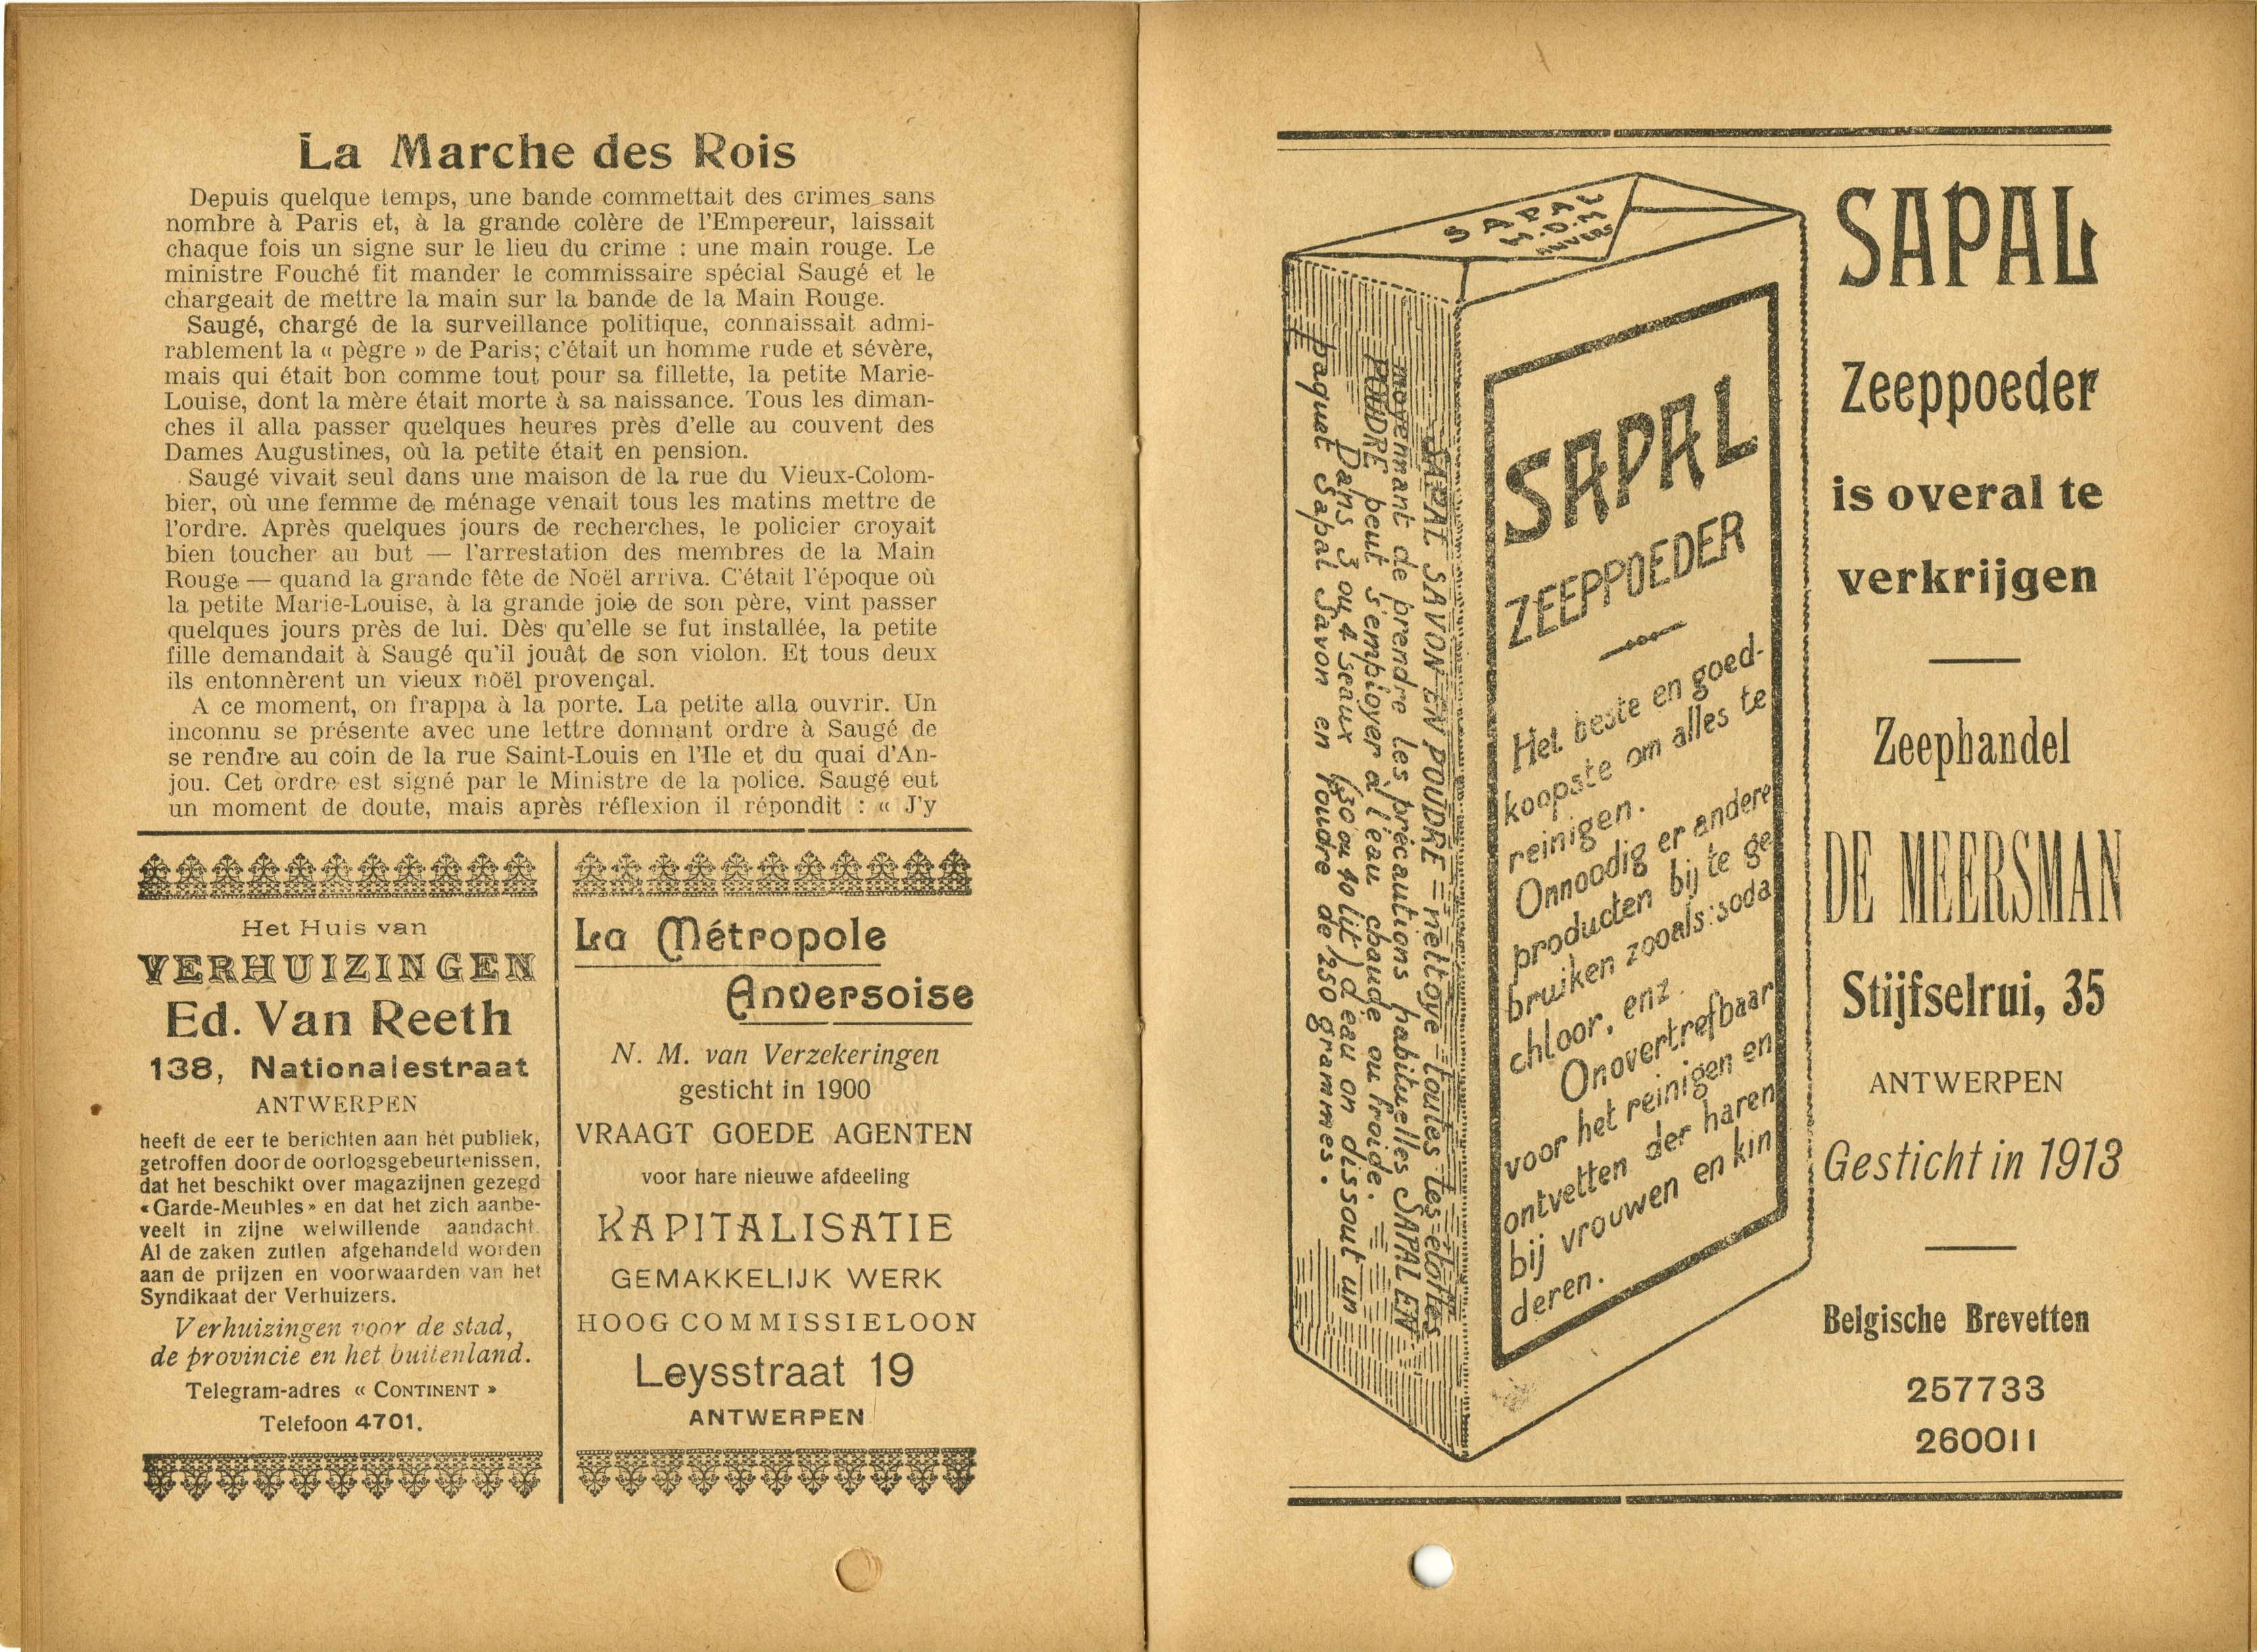 La Marche des Rois
Depuis quelque temps, une bande commettait des crimes sans
nombre à Paris et, à la grande colère de l'Empereur, laissait
chaque fois un signe sur le lieu du crime : une main rouge. Le
ministre Fouché fit mander le commissaire spécial Saugé et le
chargeait de mettre la main sur la bande de la Main Rouge.
Saugé, chargé de la surveillance politique, connaissait admi-
rablement la « pègre » de Paris; c'était un homme rude et sévère,
mais qui était bon comme tout pour sa fillette, la petite Marie-
Louise, dont la mère était morte à sa naissance. Tous les diman-
ches il alla passer quelques heures près d'elle au couvent des
Dames Augustines, où la petite était en pension.
Saugé vivait seul dans une maison de la rue du Vieux-Colom-
bier, où une femme de ménage venait tous les matins mettre de
l'ordre. Après quelques jours de recherches, le policier croyait
bien toucher au but — l'arrestation des membres de la Main
Rouge — quand la grande fête de Noël arriva. C'était l'époque où
la petite Marie-Louise, à la grande joie de son père, vint passer
quelques jours près de lui. Dès qu'elle se fut installée, la petite
fille demandait à Saugé qu'il jouât de son violon. Et tous deux
ils entonnèrent un vieux noël provençal.
A ce moment, on frappa à la porte. La petite alla ouvrir. Un
inconnu se présente avec une lettre donnant ordre à Saugé de
se rendre au coin de la rue Saint-Louis en l'Ile et du quai d'An-
jou. Cet ordre est signé par le Ministre de la police. Saugé eut
un moment de doute, mais après réflexion il répondit : « J'y
Het Huis van
VERHUIZINGEN
Ed. Van Reeth
138, Nationalestraat
ANTWERPEN
heeft de eer te berichten aan het publiek,
getroffen door de oorlogsgebeurtenissen,
dat het beschikt over magazijnen gezegd
«Garde-Meubles» en dat het zich aanbe-
veelt in zijne welwillende aandacht.
Al de zaken zullen afgehandeld worden
aan de prijzen en voorwaarden van het
Syndikaat der Verhuizers.
Verhuizingen voor de stad,
de provincie en het buitenland.
Telegram-adres « CONTINENT »
Telefoon 4701.
La Métropole
Anversoise
N. M. van Verzekeringen
gesticht in 1900
VRAAGT GOEDE AGENTEN
voor hare nieuwe afdeeling
KAPITALISATIE
GEMAKKELIJK WERK
HOOG COMMISSIELOON
Leysstraat 19
ANTWERPEN
SAPAL
H.D.M
ANVERS
SAPAL SAVON EN POUDRE = nettoye toutes les etoffes
moyennant de prendre les précautions habituelles SAPAL EN
POUDRE peut s'employer à l'eau chaude ou froide.
Dans 3 ou 4 seaux (30 ou 40 lit) d'eau on dissout un
paquet Sapal Savon en Poudre de 250 grammes.
SAPAL
ZEEPPOEDER
Het beste en goed-
koopste om alles te
reinigen.
Onnoodig er andere
producten bij te ge
bruiken zooals: soda
chloor, enz.
Onovertrefbaar
voor het reinigen en
ontvetten der haren
bij vrouwen en kin
deren.
SAPAL
Zeeppoeder
is overal te
verkrijgen
Zeephandel
DE MEERSMAN
Stijfselrui, 35
ANTWERPEN
Gesticht in 1913
Belgische Brevetten
257733
260011